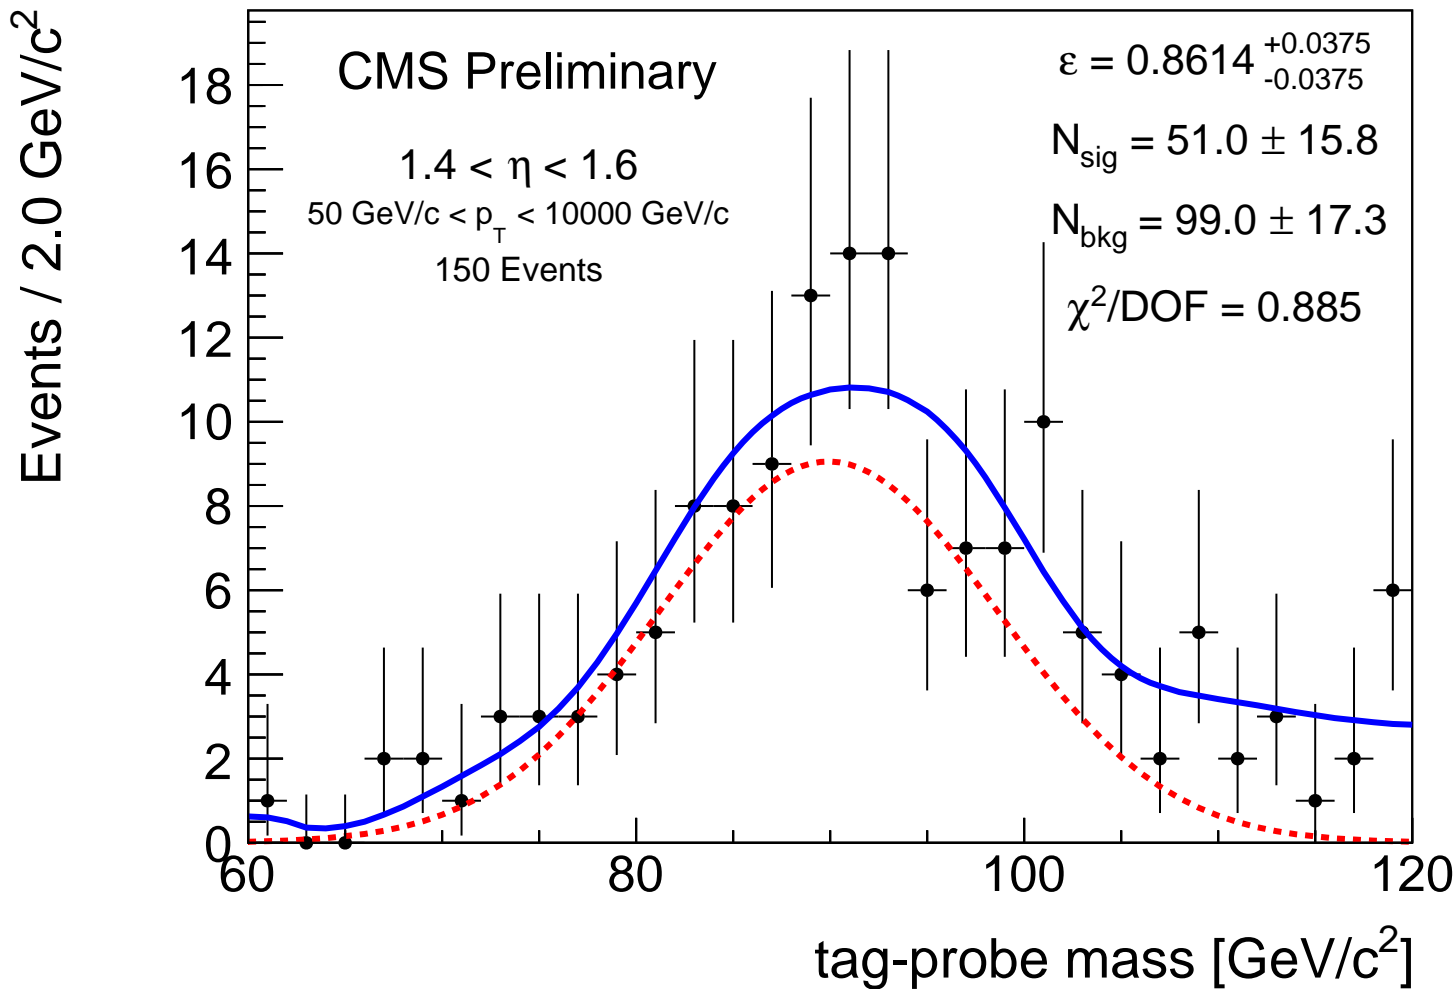 Events / 2.0 GeV/c²
CMS Preliminary
1.4 < η < 1.6
50 GeV/c < p_T < 10000 GeV/c
150 Events
ε = 0.8614 +0.0375 -0.0375
N_sig = 51.0 ± 15.8
N_bkg = 99.0 ± 17.3
χ²/DOF = 0.885
18
16
14
12
10
8
6
4
2
0
60 80 100 120
tag-probe mass [GeV/c²]